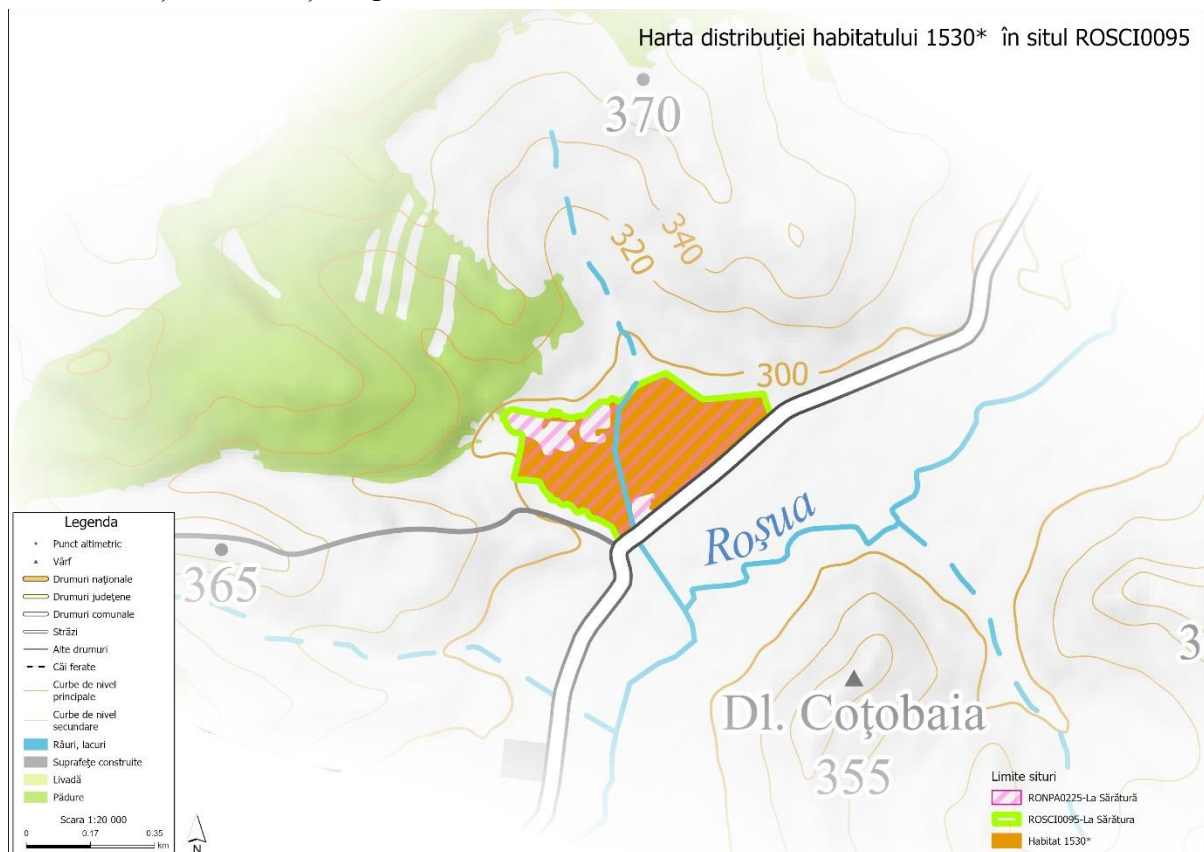 Harta distribuției habitatului 1530* în situl ROSCI0095
370
340
320
300
Roșua
365
Dl. Coțobaia
355
3
Legenda
Punct altimetric
Vârf
Drumuri naționale
Drumuri județene
Drumuri comunale
Străzi
Alte drumuri
Căi ferate
Curbe de nivel
principale
Curbe de nivel
secundare
Râuri, lacuri
Suprafețe construite
Livadă
Pădure
Scara 1:20 000
0 0.17 0.35
km
N
Limite situri
RONPA0225-La Sărătură
ROSCI0095-La Sărătura
Habitat 1530*